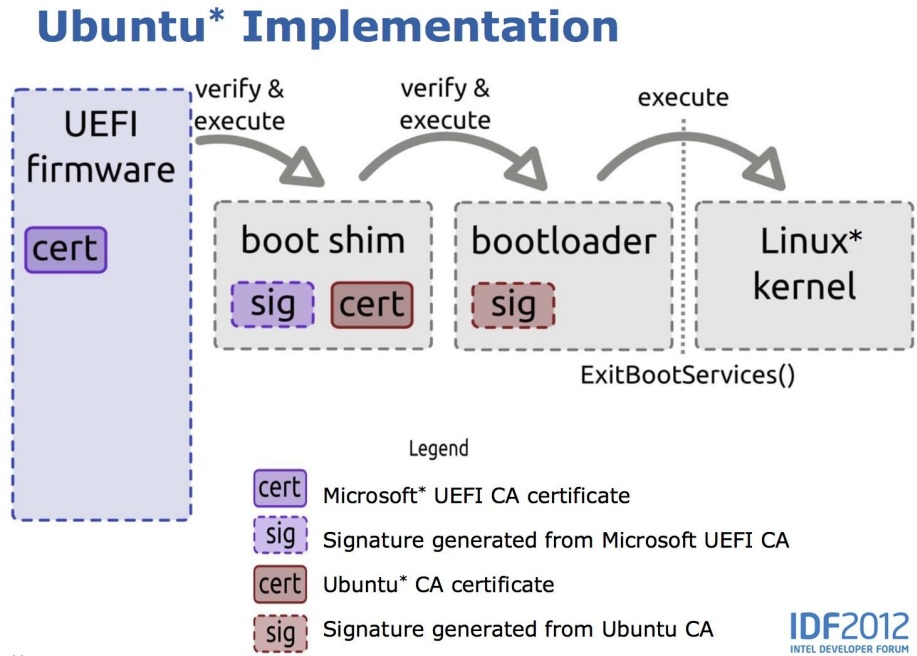 Ubuntu* Implementation
verify &
execute
verify &
execute
execute
UEFI
firmware
cert
boot shim
sig
cert
bootloader
sig
Linux*
kernel
ExitBootServices()
Legend
cert Microsoft* UEFI CA certificate
sig Signature generated from Microsoft UEFI CA
cert Ubuntu* CA certificate
sig Signature generated from Ubuntu CA
IDF2012
INTEL DEVELOPER FORUM